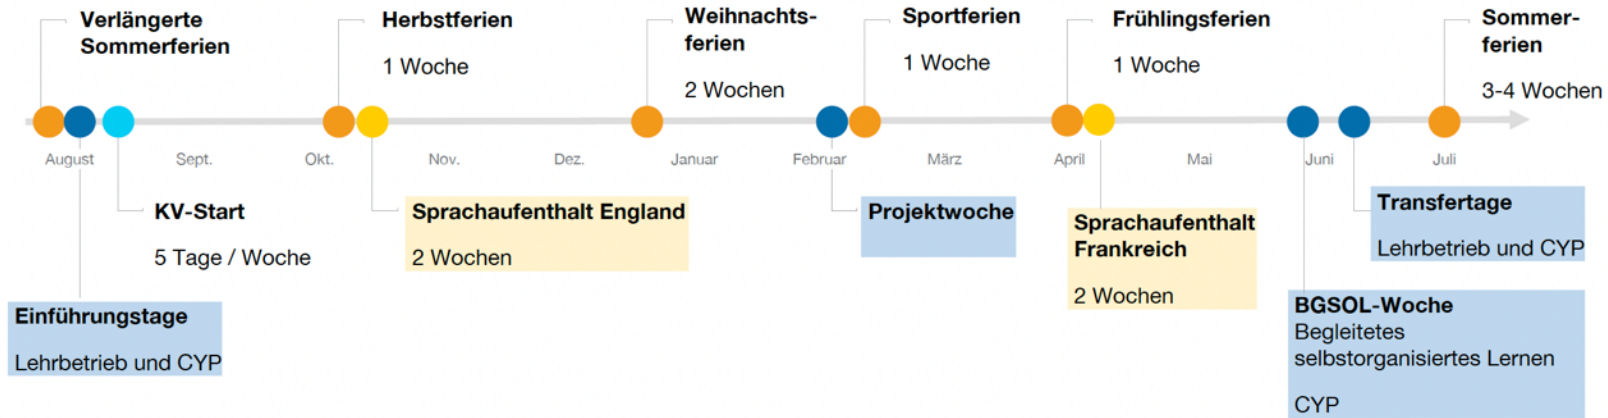 Verlängerte
Sommerferien
Herbstferien
1 Woche
Weihnachts-
ferien
2 Wochen
Sportferien
1 Woche
Frühlingsferien
1 Woche
Sommer-
ferien
3-4 Wochen
August
Sept.
Okt.
Nov.
Dez.
Januar
Februar
März
April
Mai
Juni
Juli
KV-Start
5 Tage / Woche
Sprachaufenthalt England
2 Wochen
Projektwoche
Sprachaufenthalt
Frankreich
2 Wochen
Transfertage
Lehrbetrieb und CYP
Einführungstage
Lehrbetrieb und CYP
BGSOL-Woche
Begleitetes
selbstorganisiertes Lernen
CYP